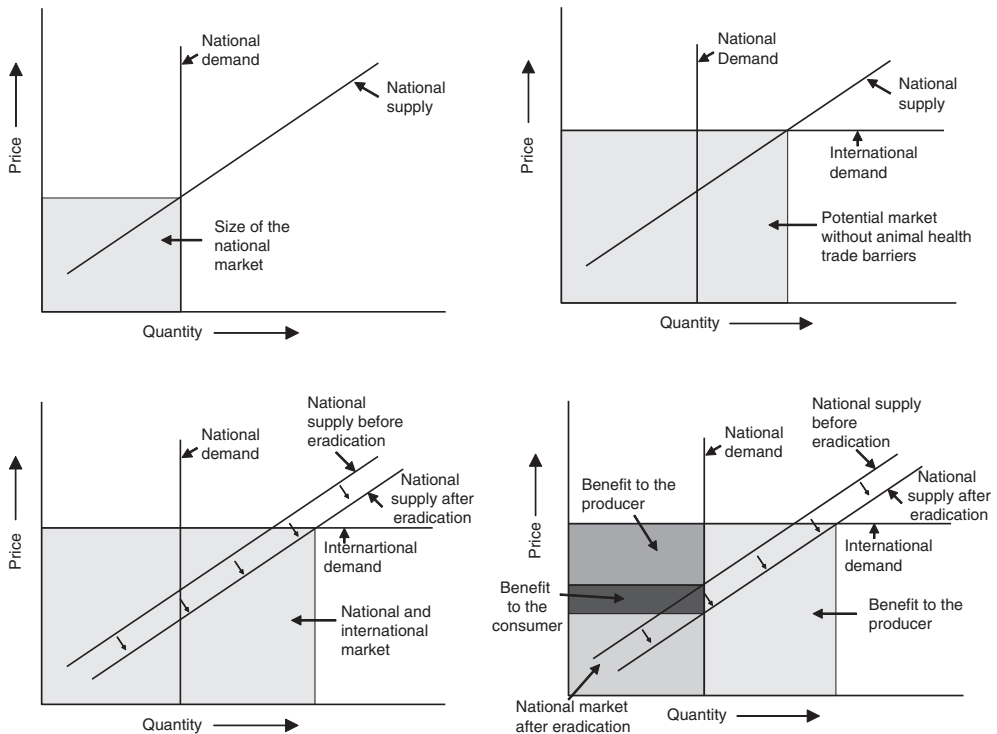 National
demand
National
supply
Price
Size of the
national
market
Quantity
National
Demand
National
supply
Price
International
demand
Potential market
without animal health
trade barriers
Quantity
National
supply before
eradication
National
demand
National
supply after
eradication
Price
Internartional
demand
National and
international
market
Quantity
National supply
before
eradication
National
demand
National
supply after
eradication
Benefit to the
producer
Price
International
demand
Benefit
to the
consumer
Benefit to the
producer
National market
after eradication
Quantity